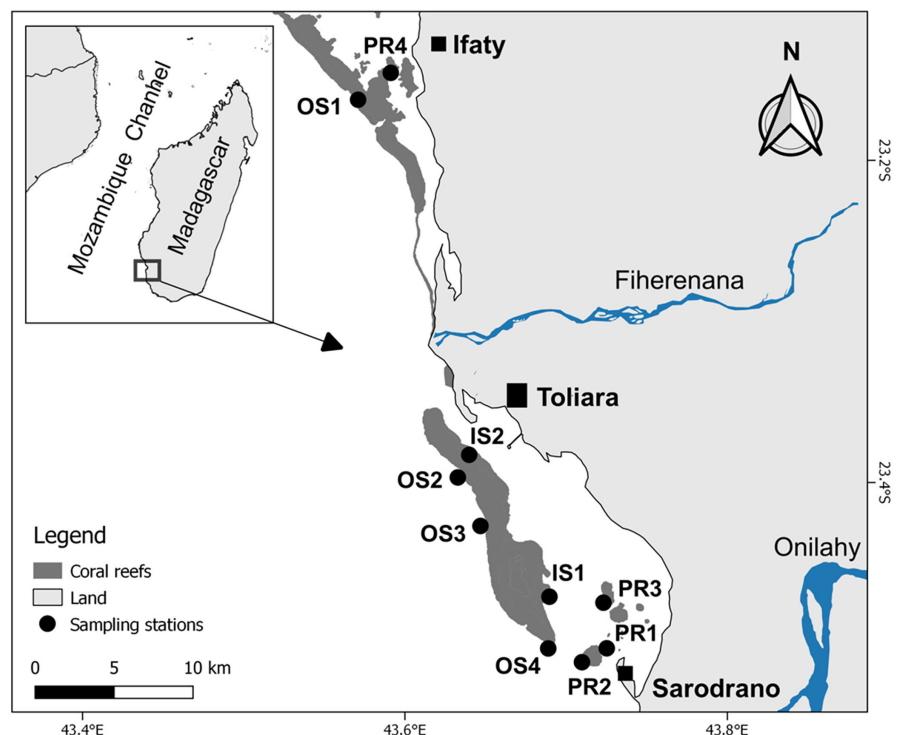 Mozambique Channel
Madagascar
PR4
Ifaty
OS1
N
23.2°S
Fiherenana
Toliara
IS2
OS2
OS3
23.4°S
Onilahy
IS1
PR3
PR1
OS4
PR2
Sarodrano
Legend
Coral reefs
Land
Sampling stations
0 5 10 km
43.4°E 43.6°E 43.8°E